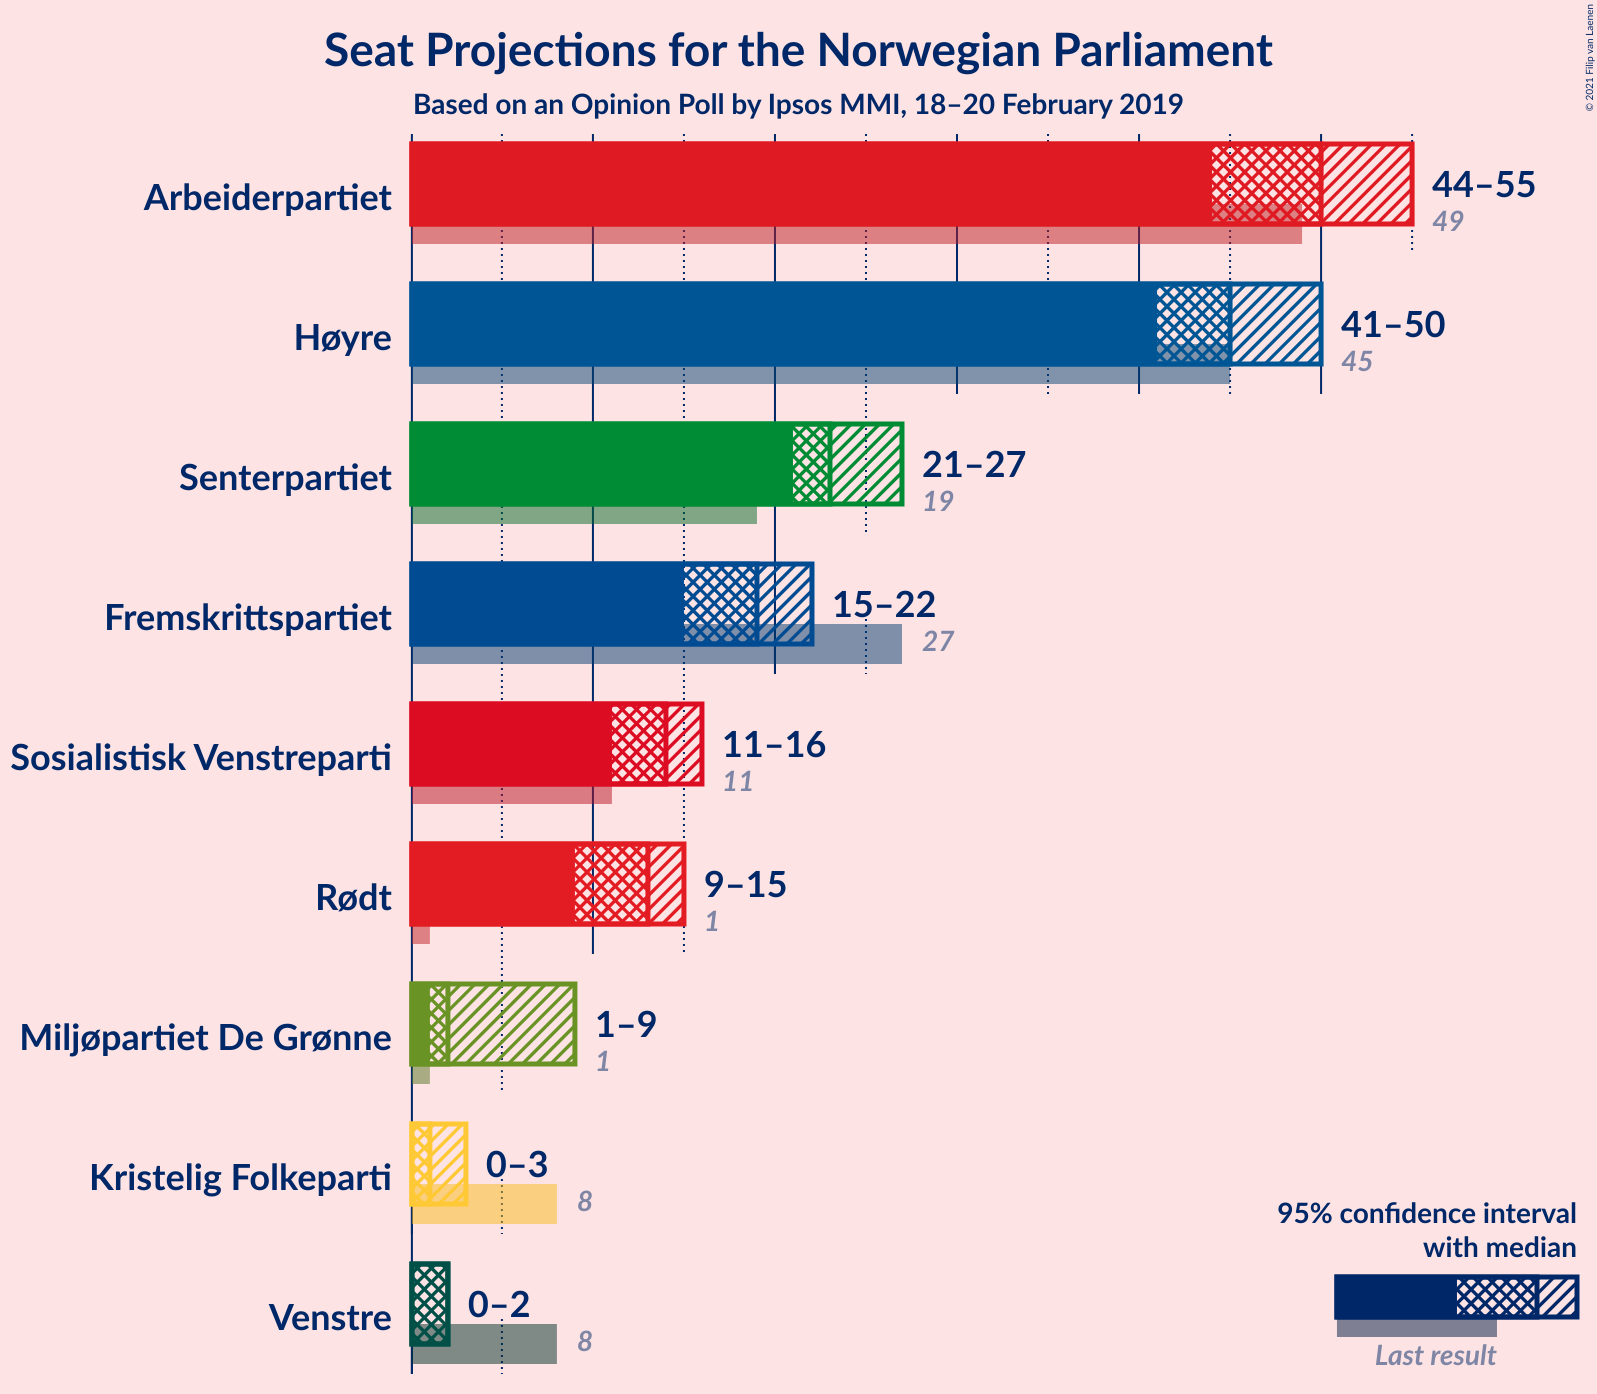 Seat Projections for the Norwegian Parliament
Based on an Opinion Poll by Ipsos MMI, 18–20 February 2019
© 2021 Filip van Laenen
Arbeiderpartiet
44–55
49
Høyre
41–50
45
Senterpartiet
21–27
19
Fremskrittspartiet
15–22
27
Sosialistisk Venstreparti
11–16
11
Rødt
9–15
1
Miljøpartiet De Grønne
1–9
1
Kristelig Folkeparti
0–3
8
Venstre
0–2
8
95% confidence interval
with median
Last result